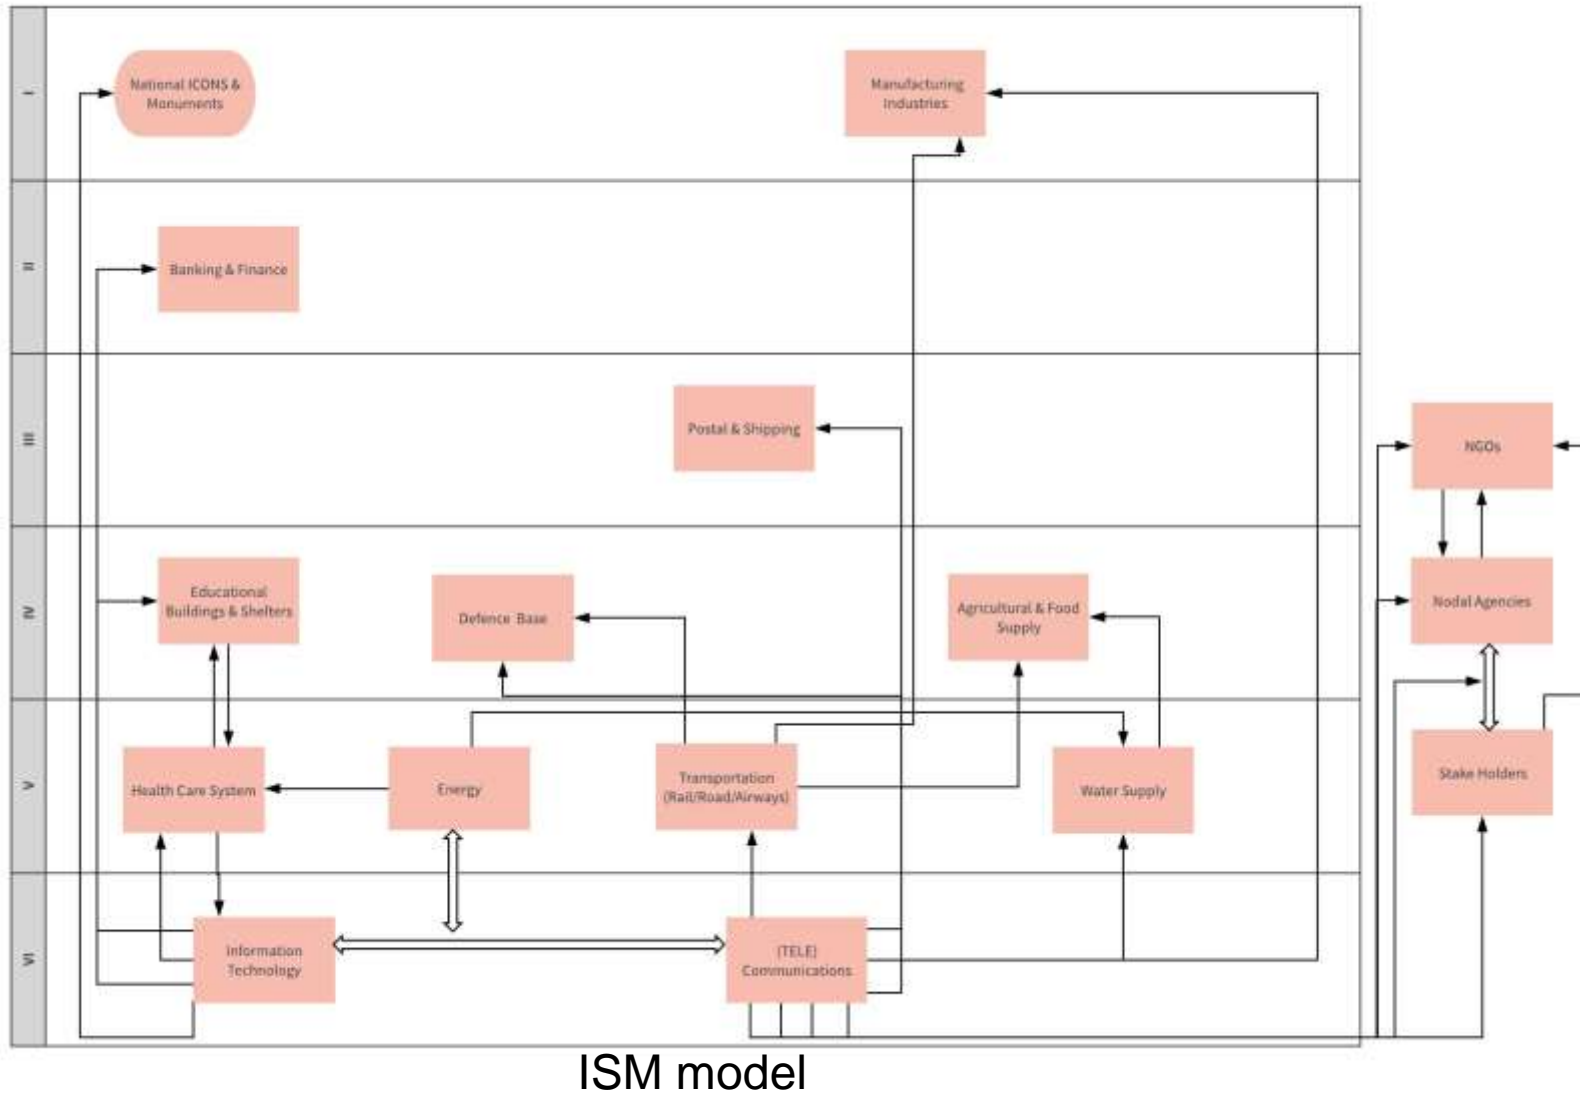 I
National ICONS &
Monuments
Manufacturing
Industries
II
Banking & Finance
III
Postal & Shipping
NGOs
IV
Educational
Buildings & Shelters
Defence Base
Agricultural & Food
Supply
Nodal Agencies
V
Health Care System
Energy
Transportation
(Rail/Road/Airways)
Water Supply
Stake Holders
VI
Information
Technology
(TELE)
Communications
ISM model